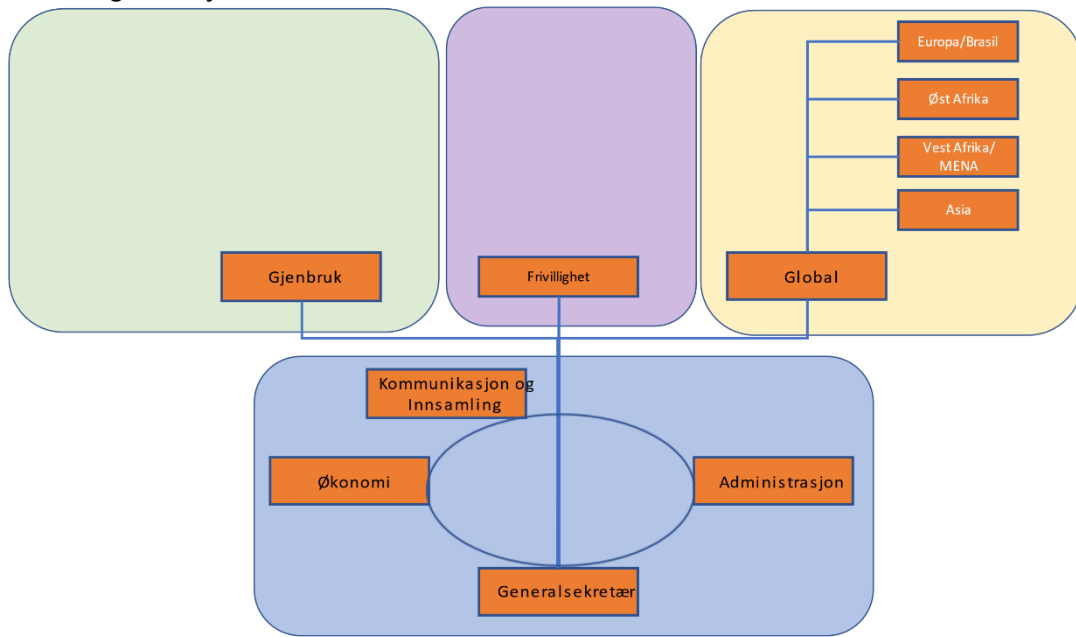 Europa/Brasil
Øst Afrika
Vest Afrika/
MENA
Asia
Gjenbruk
Frivillighet
Global
Kommunikasjon og
Innsamling
Økonomi
Administrasjon
Generalsekretær